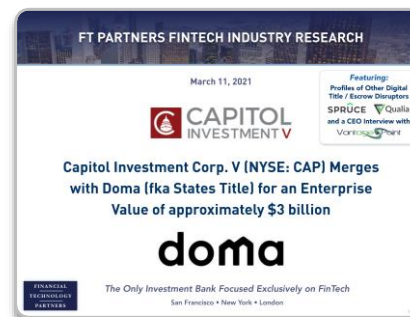 FT PARTNERS FINTECH INDUSTRY RESEARCH
March 11, 2021
Featuring:
Profiles of Other Digital
Title / Escrow Disruptors
SPRUCE Qualia
and a CEO Interview with
VantagePoint
CAPITOL
INVESTMENT V
Capitol Investment Corp. V (NYSE: CAP) Merges
with Doma (fka States Title) for an Enterprise
Value of approximately $3 billion
doma
FINANCIAL
TECHNOLOGY
PARTNERS
The Only Investment Bank Focused Exclusively on FinTech
San Francisco • New York • London